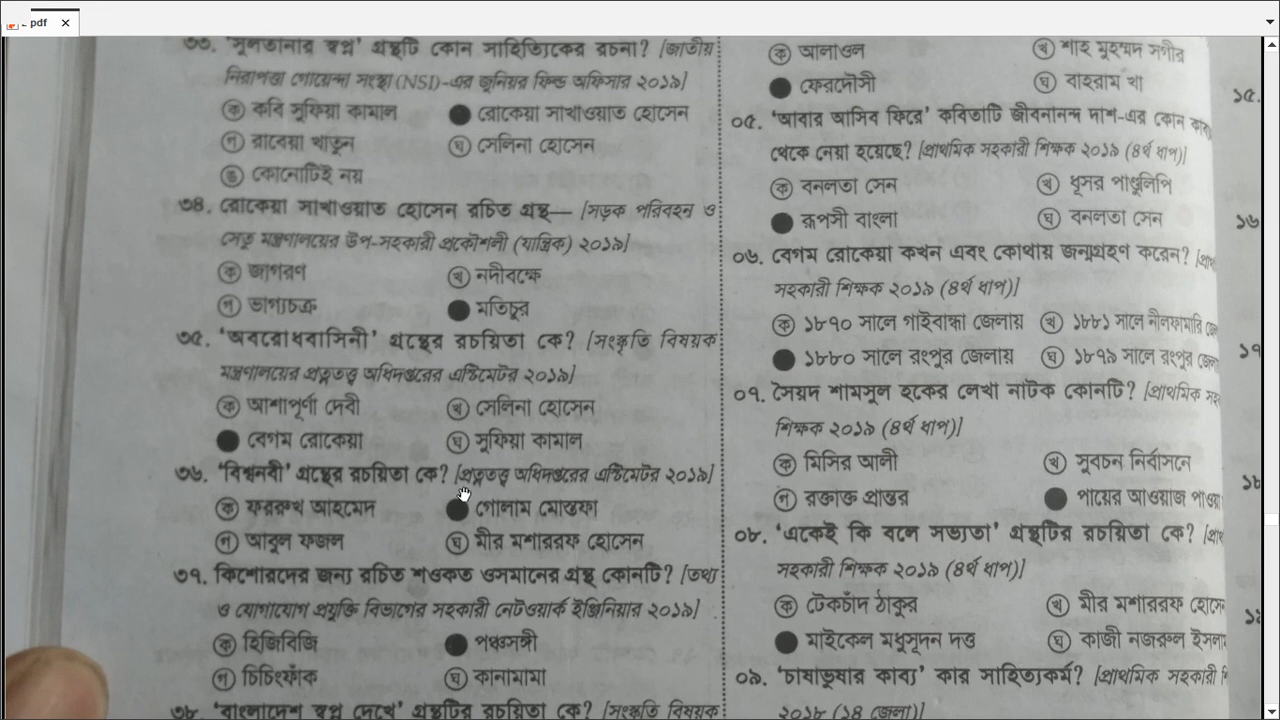 pdf
৩৩. 'সুলতানার স্বপ্ন' গ্রন্থটি কোন সাহিত্যিকের রচনা? [জাতীয়
নিরাপত্তা গোয়েন্দা সংস্থা (NSI)-এর জুনিয়র ফিল্ড অফিসার ২০১৯]
ক কবি সুফিয়া কামাল
রোকেয়া সাখাওয়াত হোসেন
গ রাবেয়া খাতুন
ঘ সেলিনা হোসেন
ঙ কোনোটিই নয়
৩৪. রোকেয়া সাখাওয়াত হোসেন রচিত গ্রন্থ— [সড়ক পরিবহন ও
সেতু মন্ত্রণালয়ের উপ-সহকারী প্রকৌশলী (যান্ত্রিক) ২০১৯]
ক জাগরণ
খ নদীবক্ষে
গ ভাগ্যচক্র
মতিচুর
৩৫. 'অবরোধবাসিনী' গ্রন্থের রচয়িতা কে? [সংস্কৃতি বিষয়ক
মন্ত্রণালয়ের প্রত্নতত্ত্ব অধিদপ্তরের এস্টিমেটর ২০১৯]
ক আশাপূর্ণা দেবী
খ সেলিনা হোসেন
বেগম রোকেয়া
ঘ সুফিয়া কামাল
৩৬. 'বিশ্বনবী' গ্রন্থের রচয়িতা কে? [প্রত্নতত্ত্ব অধিদপ্তরের এস্টিমেটর ২০১৯]
ক ফররুখ আহমেদ
গোলাম মোস্তফা
গ আবুল ফজল
ঘ মীর মশাররফ হোসেন
৩৭. কিশোরদের জন্য রচিত শওকত ওসমানের গ্রন্থ কোনটি? [তথ্য
ও যোগাযোগ প্রযুক্তি বিভাগের সহকারী নেটওয়ার্ক ইঞ্জিনিয়ার ২০১৯]
ক হিজিবিজি
পঞ্চসঙ্গী
গ চিচিংফাঁক
ঘ কানামামা
৩৮. 'বাংলাদেশ স্বপ্ন দেখে' গ্রন্থটির রচয়িতা কে? [সংস্কৃতি বিষয়ক
ক আলাওল
খ শাহ মুহম্মদ সগীর
ফেরদৌসী
ঘ বাহরাম খা
০৫. 'আবার আসিব ফিরে' কবিতাটি জীবনানন্দ দাশ-এর কোন
থেকে নেয়া হয়েছে? [প্রাথমিক সহকারী শিক্ষক ২০১৯ (৪র্থ ধাপ)]
ক বনলতা সেন
খ ধূসর পাণ্ডুলিপি
রূপসী বাংলা
ঘ বনলতা সেন
০৬. বেগম রোকেয়া কখন এবং কোথায় জন্মগ্রহণ করেন?
সহকারী শিক্ষক ২০১৯ (৪র্থ ধাপ)]
ক ১৮৭০ সালে গাইবান্ধা জেলায়
খ ১৮৮১ সালে নীলফামারি
১৮৮০ সালে রংপুর জেলায়
ঘ ১৮৭৯ সালে রংপুর
০৭. সৈয়দ শামসুল হকের লেখা নাটক কোনটি? [প্রাথমিক
শিক্ষক ২০১৯ (৪র্থ ধাপ)]
ক মিসির আলী
খ সুবচন নির্বাসনে
গ রক্তাক্ত প্রান্তর
পায়ের আওয়াজ
০৮. 'একেই কি বলে সভ্যতা' গ্রন্থটির রচয়িতা কে?
সহকারী শিক্ষক ২০১৯ (৪র্থ ধাপ)]
ক টেকচাঁদ ঠাকুর
খ মীর মশাররফ
মাইকেল মধুসূদন দত্ত
ঘ কাজী নজরুল
০৯. 'চাষাভুষার কাব্য' কার সাহিত্যকর্ম? [প্রাথমিক সহকারী
২০১৮ (১৪ জেলা)]
১৫.
১৬
১৭
১৮